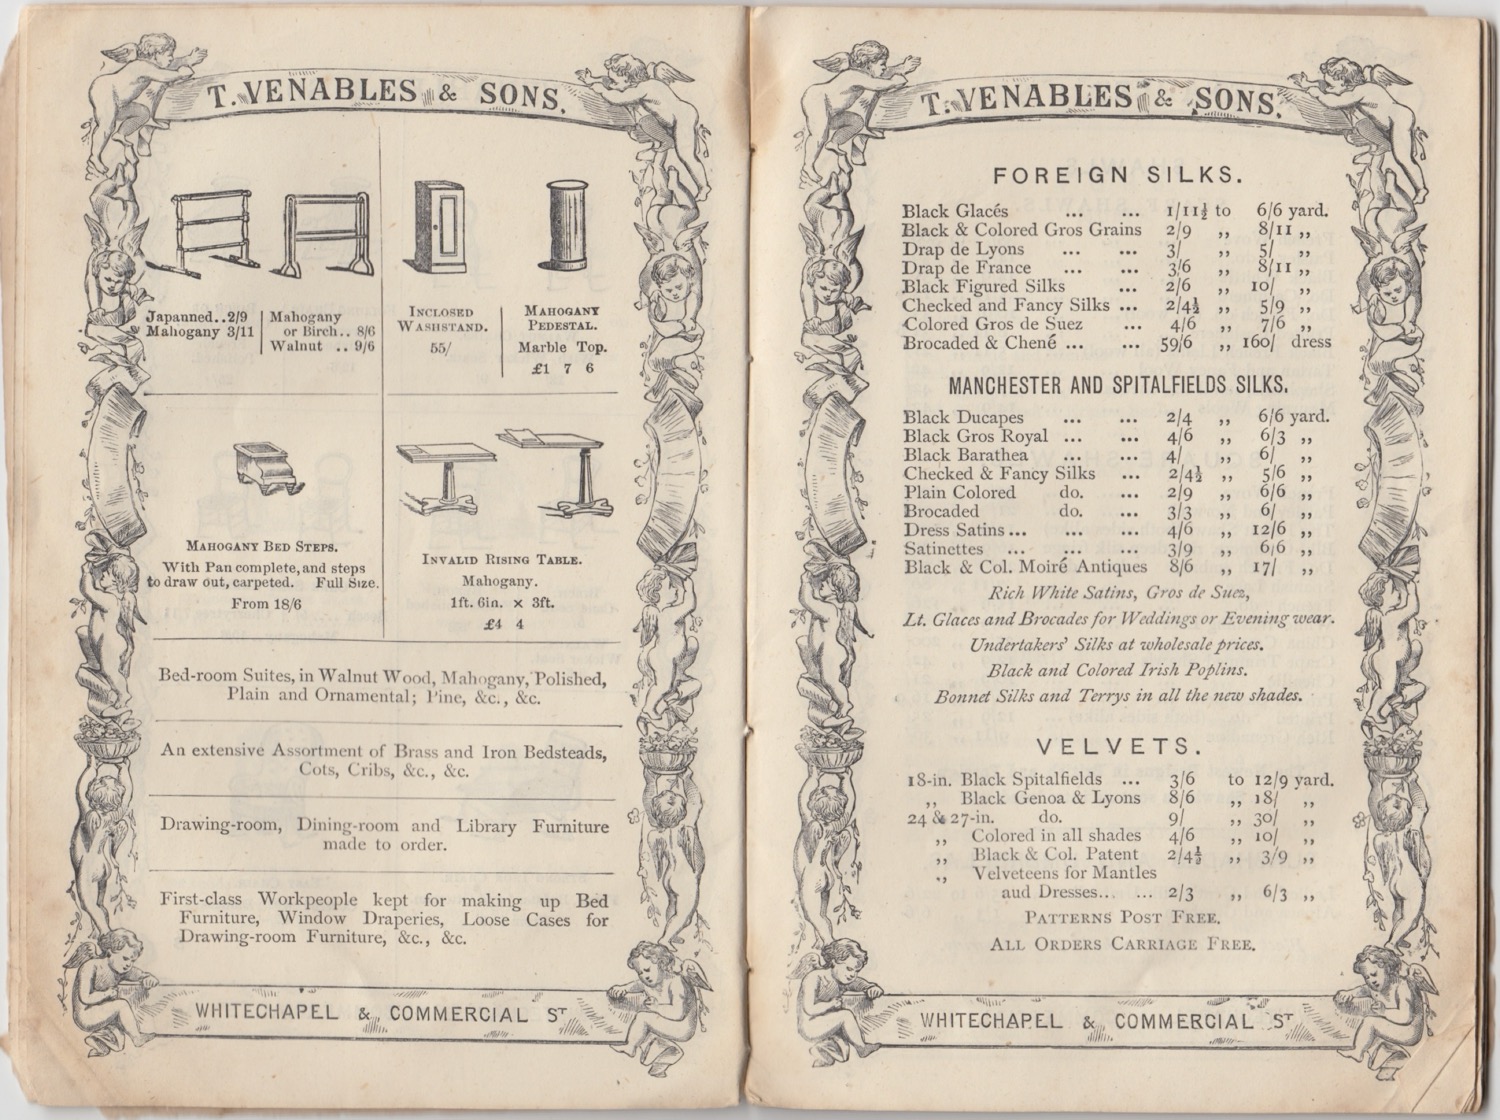 T. VENABLES & SONS.
Japanned..2/9
Mahogany 3/11
Mahogany
or Birch.. 8/6
Walnut .. 9/6
INCLOSED
WASHSTAND.
55/
MAHOGANY
PEDESTAL.
Marble Top.
£1 7 6
MAHOGANY BED STEPS.
With Pan complete, and steps
to draw out, carpeted. Full Size.
From 18/6
INVALID RISING TABLE.
Mahogany.
1ft. 6in. × 3ft.
£4 4
Bed-room Suites, in Walnut Wood, Mahogany, Polished,
Plain and Ornamental; Pine, &c., &c.
An extensive Assortment of Brass and Iron Bedsteads,
Cots, Cribs, &c., &c.
Drawing-room, Dining-room and Library Furniture
made to order.
First-class Workpeople kept for making up Bed
Furniture, Window Draperies, Loose Cases for
Drawing-room Furniture, &c., &c.
WHITECHAPEL & COMMERCIAL ST
T. VENABLES & SONS.
FOREIGN SILKS.
Black Glacés ... ... 1/11½ to 6/6 yard.
Black & Colored Gros Grains 2/9 „ 8/11 „
Drap de Lyons ... ... 3/ „ 5/ „
Drap de France ... ... 3/6 „ 8/11 „
Black Figured Silks ... 2/6 „ 10/ „
Checked and Fancy Silks ... 2/4½ „ 5/9 „
Colored Gros de Suez ... 4/6 „ 7/6 „
Brocaded & Chené ... ... 59/6 „ 160/ dress
MANCHESTER AND SPITALFIELDS SILKS.
Black Ducapes ... ... 2/4 „ 6/6 yard.
Black Gros Royal ... ... 4/6 „ 6/3 „
Black Barathea ... ... 4/ „ 6/ „
Checked & Fancy Silks ... 2/4½ „ 5/6 „
Plain Colored do. ... 2/9 „ 6/6 „
Brocaded do. ... 3/3 „ 6/ „
Dress Satins ... ... ... 4/6 „ 12/6 „
Satinettes ... ... ... 3/9 „ 6/6 „
Black & Col. Moiré Antiques 8/6 „ 17/ „
Rich White Satins, Gros de Suez,
Lt. Glaces and Brocades for Weddings or Evening wear.
Undertakers' Silks at wholesale prices.
Black and Colored Irish Poplins.
Bonnet Silks and Terrys in all the new shades.
VELVETS.
18-in. Black Spitalfields ... 3/6 to 12/9 yard.
„ Black Genoa & Lyons 8/6 „ 18/ „
24 & 27-in. do. 9/ „ 30/ „
„ Colored in all shades 4/6 „ 10/ „
„ Black & Col. Patent 2/4½ „ 3/9 „
„ Velveteens for Mantles
aud Dresses... ... 2/3 „ 6/3 „
PATTERNS POST FREE.
ALL ORDERS CARRIAGE FREE.
WHITECHAPEL & COMMERCIAL ST